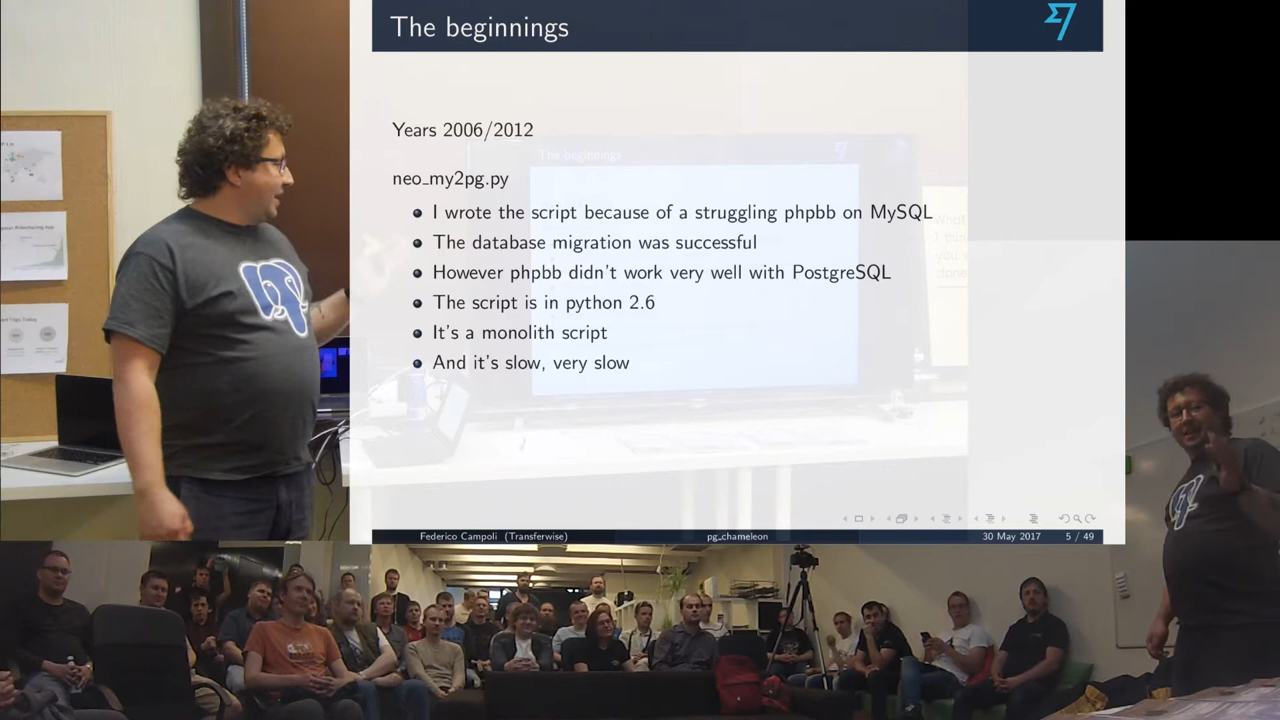 The beginnings
Years 2006/2012
neo_my2pg.py
I wrote the script because of a struggling phpbb on MySQL
The database migration was successful
However phpbb didn't work very well with PostgreSQL
The script is in python 2.6
It's a monolith script
And it's slow, very slow
The beginnings
Federico Campoli (Transferwise)
pg_chameleon
30 May 2017
5 / 49